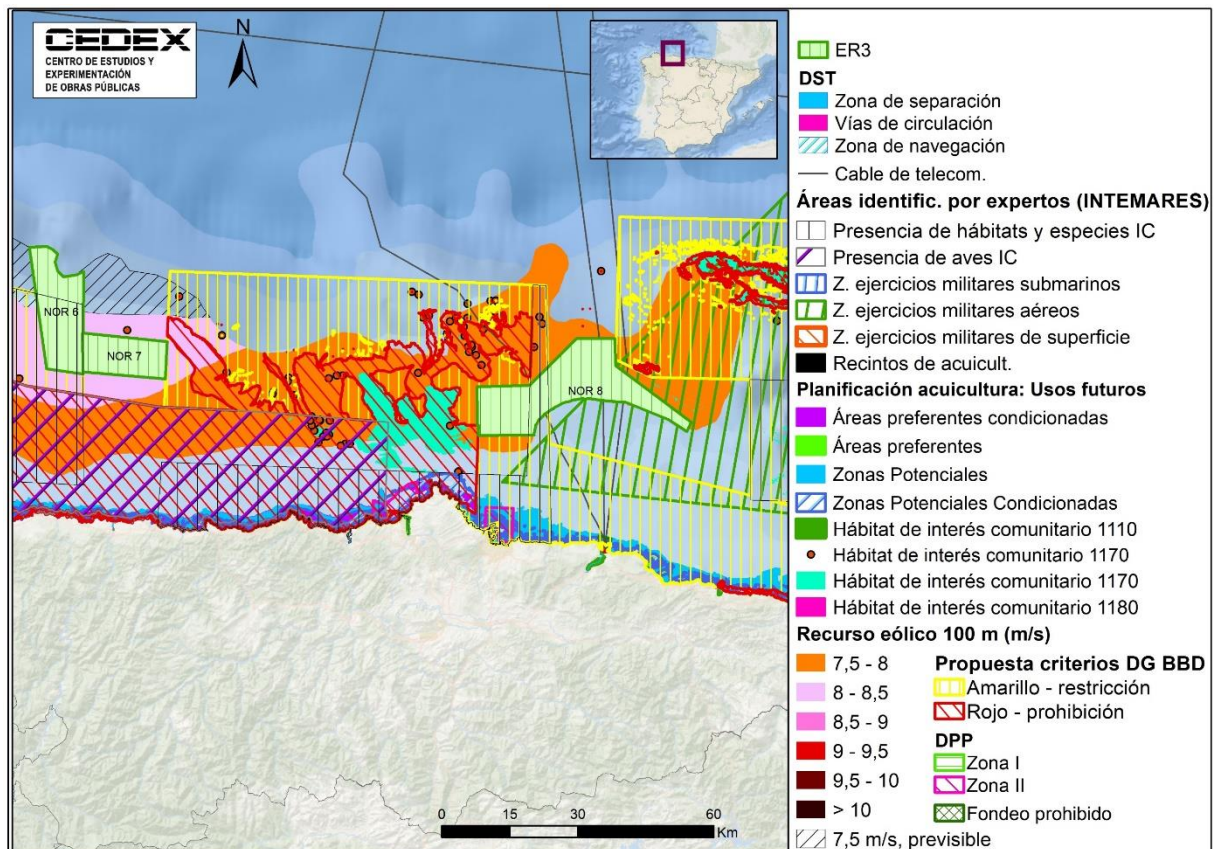 CEDEX
CENTRO DE ESTUDIOS Y
EXPERIMENTACIÓN
DE OBRAS PÚBLICAS
N
NOR 6
NOR 7
NOR 8
0 15 30 60
Km
ER3
DST
Zona de separación
Vías de circulación
Zona de navegación
Cable de telecom.
Áreas identific. por expertos (INTEMARES)
Presencia de hábitats y especies IC
Presencia de aves IC
Z. ejercicios militares submarinos
Z. ejercicios militares aéreos
Z. ejercicios militares de superficie
Recintos de acuicult.
Planificación acuicultura: Usos futuros
Áreas preferentes condicionadas
Áreas preferentes
Zonas Potenciales
Zonas Potenciales Condicionadas
Hábitat de interés comunitario 1110
Hábitat de interés comunitario 1170
Hábitat de interés comunitario 1170
Hábitat de interés comunitario 1180
Recurso eólico 100 m (m/s)
7,5 - 8
8 - 8,5
8,5 - 9
9 - 9,5
9,5 - 10
> 10
7,5 m/s, previsible
Propuesta criterios DG BBD
Amarillo - restricción
Rojo - prohibición
DPP
Zona I
Zona II
Fondeo prohibido